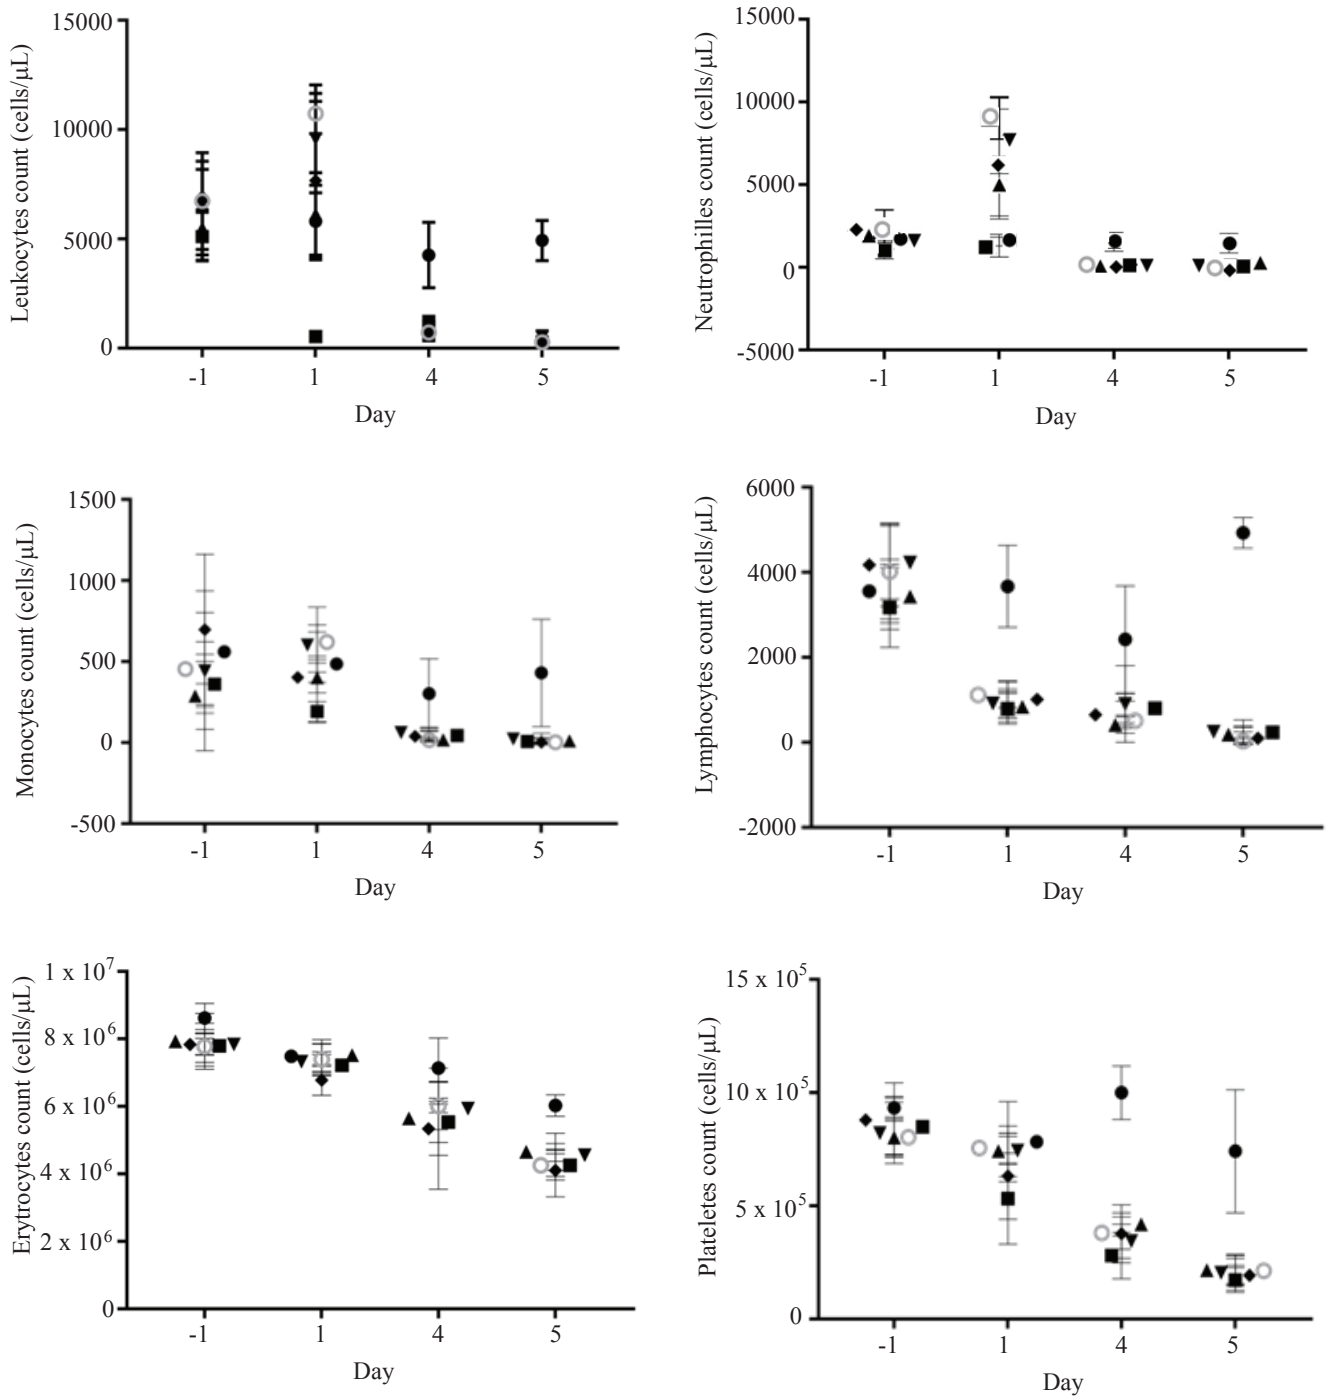 Leukocytes count (cells/μL)
15000
10000
5000
0
-1 1 4 5
Day
Neutrophilles count (cells/μL)
15000
10000
5000
0
-5000
-1 1 4 5
Day
Monocytes count (cells/μL)
1500
1000
500
0
-500
-1 1 4 5
Day
Lymphocytes count (cells/μL)
6000
4000
2000
0
-2000
-1 1 4 5
Day
Erytrocytes count (cells/μL)
1 x 10⁷
8 x 10⁶
6 x 10⁶
4 x 10⁶
2 x 10⁶
0
-1 1 4 5
Day
Plateletes count (cells/μL)
15 x 10⁵
10 x 10⁵
5 x 10⁵
0
-1 1 4 5
Day